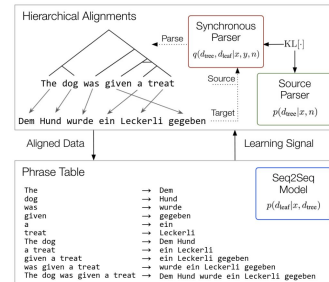 Hierarchical Alignments
Parse
Synchronous
Parser
q(d_tree, d_leaf|x, y, n)
KL[·]
Source
Parser
p(d_tree|x, n)
Source
Target
The dog was given a treat
Dem Hund wurde ein Leckerli gegeben
Aligned Data
Learning Signal
Phrase Table
The → Dem
dog → Hund
was → wurde
given → gegeben
a → ein
treat → Leckerli
The dog → Dem Hund
a treat → ein Leckerli
given a treat → ein Leckerli gegeben
was given a treat → wurde ein Leckerli gegeben
The dog was given a treat → Dem Hund wurde ein Leckerli gegeben
Seq2Seq
Model
p(d_leaf|x, d_tree)